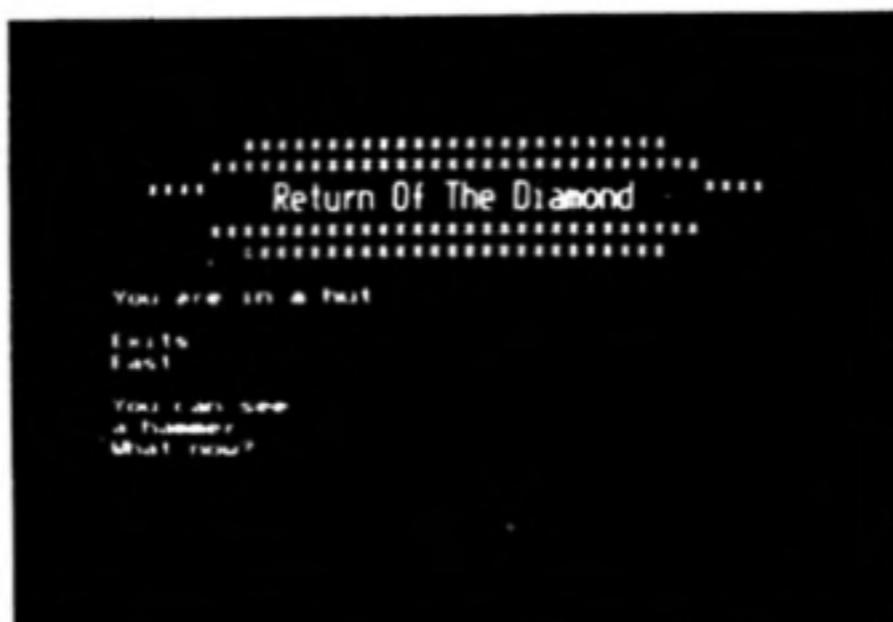 Return Of The Diamond
You are in a hut
Exits
East
You can see
a hammer
What now?